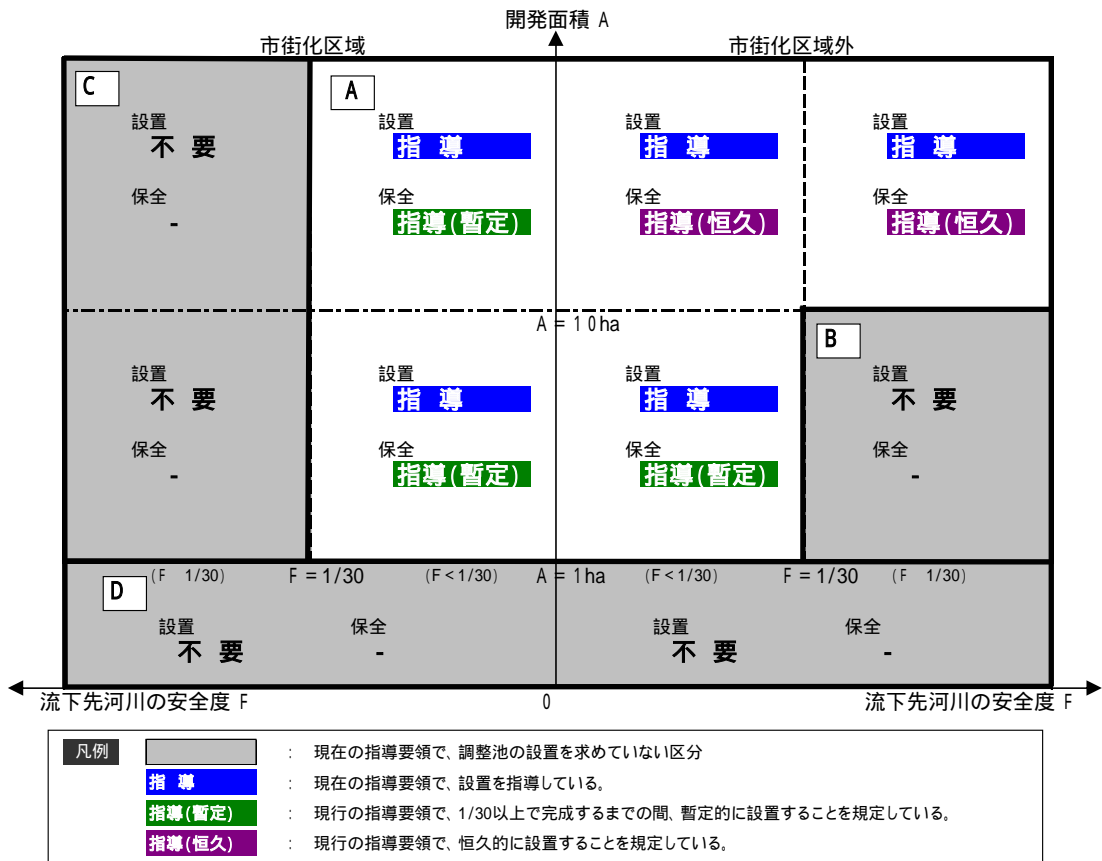 開発面積 A
市街化区域 市街化区域外
C A
設置 設置 設置 設置
不 要 指 導 指 導 指 導
保全 保全 保全 保全
- 指導(暫定) 指導(恒久) 指導(恒久)
A = 10ha
B
設置 設置 設置 設置
不 要 指 導 指 導 不 要
保全 保全 保全 保全
- 指導(暫定) 指導(暫定) -
(F 1/30) F = 1/30 (F < 1/30) A = 1ha (F < 1/30) F = 1/30 (F 1/30)
D
設置 保全 設置 保全
不 要 - 不 要 -
流下先河川の安全度 F 0 流下先河川の安全度 F
凡例 : 現在の指導要領で、調整池の設置を求めていない区分
指 導 : 現在の指導要領で、設置を指導している。
指導(暫定) : 現行の指導要領で、1/30以上で完成するまでの間、暫定的に設置することを規定している。
指導(恒久) : 現行の指導要領で、恒久的に設置することを規定している。